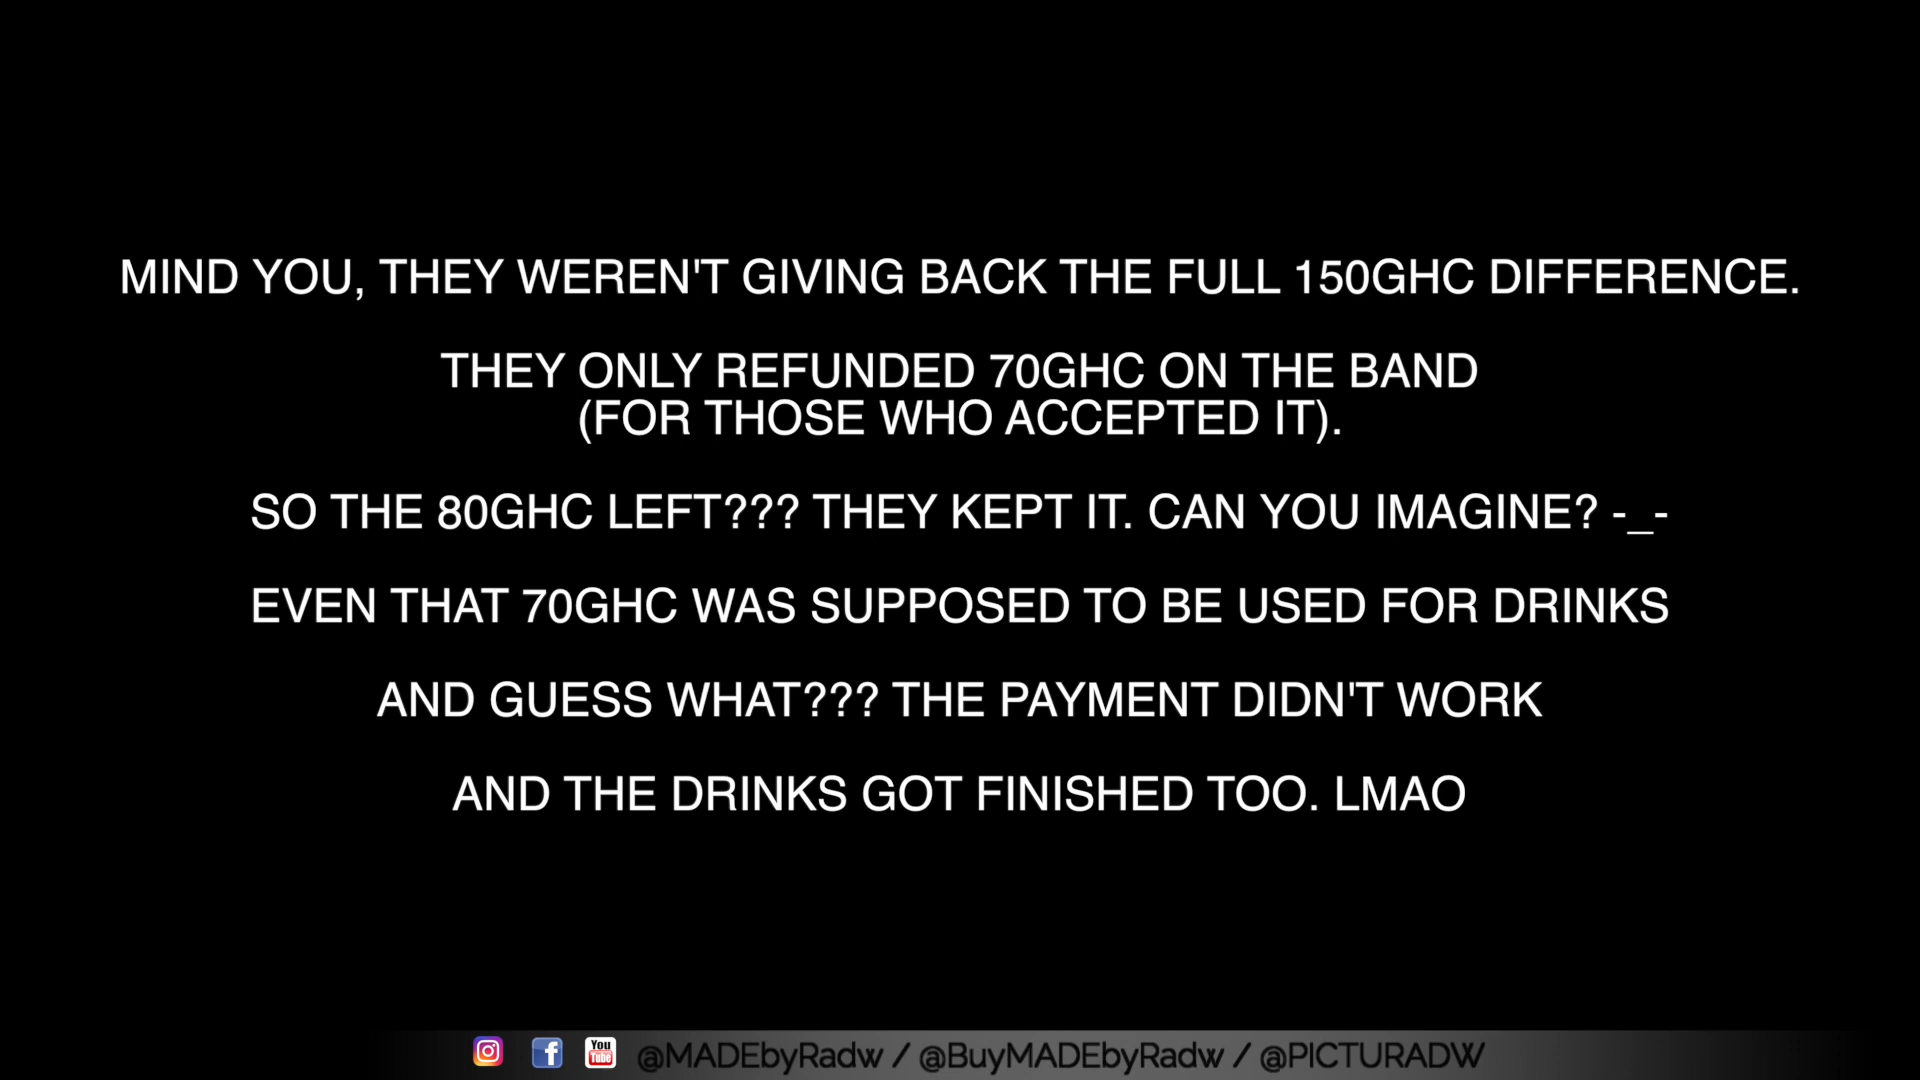 MIND YOU, THEY WEREN'T GIVING BACK THE FULL 150GHC DIFFERENCE.
THEY ONLY REFUNDED 70GHC ON THE BAND
(FOR THOSE WHO ACCEPTED IT).
SO THE 80GHC LEFT??? THEY KEPT IT. CAN YOU IMAGINE? -_-
EVEN THAT 70GHC WAS SUPPOSED TO BE USED FOR DRINKS
AND GUESS WHAT??? THE PAYMENT DIDN'T WORK
AND THE DRINKS GOT FINISHED TOO. LMAO
You Tube @MADEbyRadw / @BuyMADEbyRadw / @PICTURADW